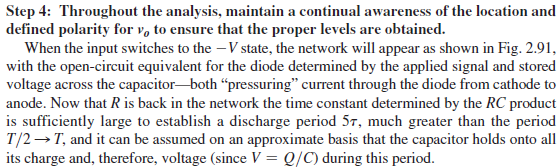 Step 4: Throughout the analysis, maintain a continual awareness of the location and
defined polarity for vo to ensure that the proper levels are obtained.
When the input switches to the −V state, the network will appear as shown in Fig. 2.91,
with the open-circuit equivalent for the diode determined by the applied signal and stored
voltage across the capacitor—both “pressuring” current through the diode from cathode to
anode. Now that R is back in the network the time constant determined by the RC product
is sufficiently large to establish a discharge period 5τ, much greater than the period
T/2→T, and it can be assumed on an approximate basis that the capacitor holds onto all
its charge and, therefore, voltage (since V = Q/C) during this period.